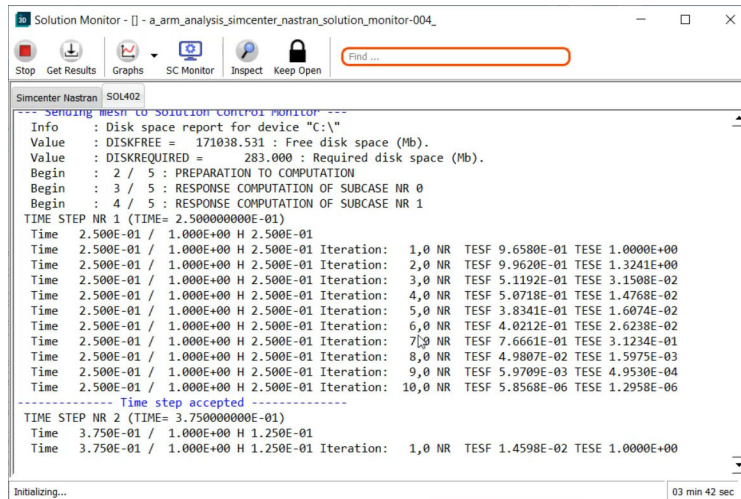 3D Solution Monitor - [] - a_arm_analysis_simcenter_nastran_solution_monitor-004_
Stop Get Results Graphs SC Monitor Inspect Keep Open Find ...
Simcenter Nastran SOL402
--- Sending mesh to Solution Control Monitor ---
Info : Disk space report for device "C:\"
Value : DISKFREE = 171038.531 : Free disk space (Mb).
Value : DISKREQUIRED = 283.000 : Required disk space (Mb).
Begin : 2 / 5 : PREPARATION TO COMPUTATION
Begin : 3 / 5 : RESPONSE COMPUTATION OF SUBCASE NR 0
Begin : 4 / 5 : RESPONSE COMPUTATION OF SUBCASE NR 1
TIME STEP NR 1 (TIME= 2.500000000E-01)
Time 2.500E-01 / 1.000E+00 H 2.500E-01
Time 2.500E-01 / 1.000E+00 H 2.500E-01 Iteration: 1,0 NR TESF 9.6580E-01 TESE 1.0000E+00
Time 2.500E-01 / 1.000E+00 H 2.500E-01 Iteration: 2,0 NR TESF 9.9620E-01 TESE 1.3241E+00
Time 2.500E-01 / 1.000E+00 H 2.500E-01 Iteration: 3,0 NR TESF 5.1192E-01 TESE 3.1508E-02
Time 2.500E-01 / 1.000E+00 H 2.500E-01 Iteration: 4,0 NR TESF 5.0718E-01 TESE 1.4768E-02
Time 2.500E-01 / 1.000E+00 H 2.500E-01 Iteration: 5,0 NR TESF 3.8341E-01 TESE 1.6074E-02
Time 2.500E-01 / 1.000E+00 H 2.500E-01 Iteration: 6,0 NR TESF 4.0212E-01 TESE 2.6238E-02
Time 2.500E-01 / 1.000E+00 H 2.500E-01 Iteration: 7,0 NR TESF 7.6661E-01 TESE 3.1234E-01
Time 2.500E-01 / 1.000E+00 H 2.500E-01 Iteration: 8,0 NR TESF 4.9807E-02 TESE 1.5975E-03
Time 2.500E-01 / 1.000E+00 H 2.500E-01 Iteration: 9,0 NR TESF 5.9709E-03 TESE 4.9530E-04
Time 2.500E-01 / 1.000E+00 H 2.500E-01 Iteration: 10,0 NR TESF 5.8568E-06 TESE 1.2958E-06
-------------- Time step accepted --------------
TIME STEP NR 2 (TIME= 3.750000000E-01)
Time 3.750E-01 / 1.000E+00 H 1.250E-01
Time 3.750E-01 / 1.000E+00 H 1.250E-01 Iteration: 1,0 NR TESF 1.4598E-02 TESE 1.0000E+00
Initializing... 03 min 42 sec